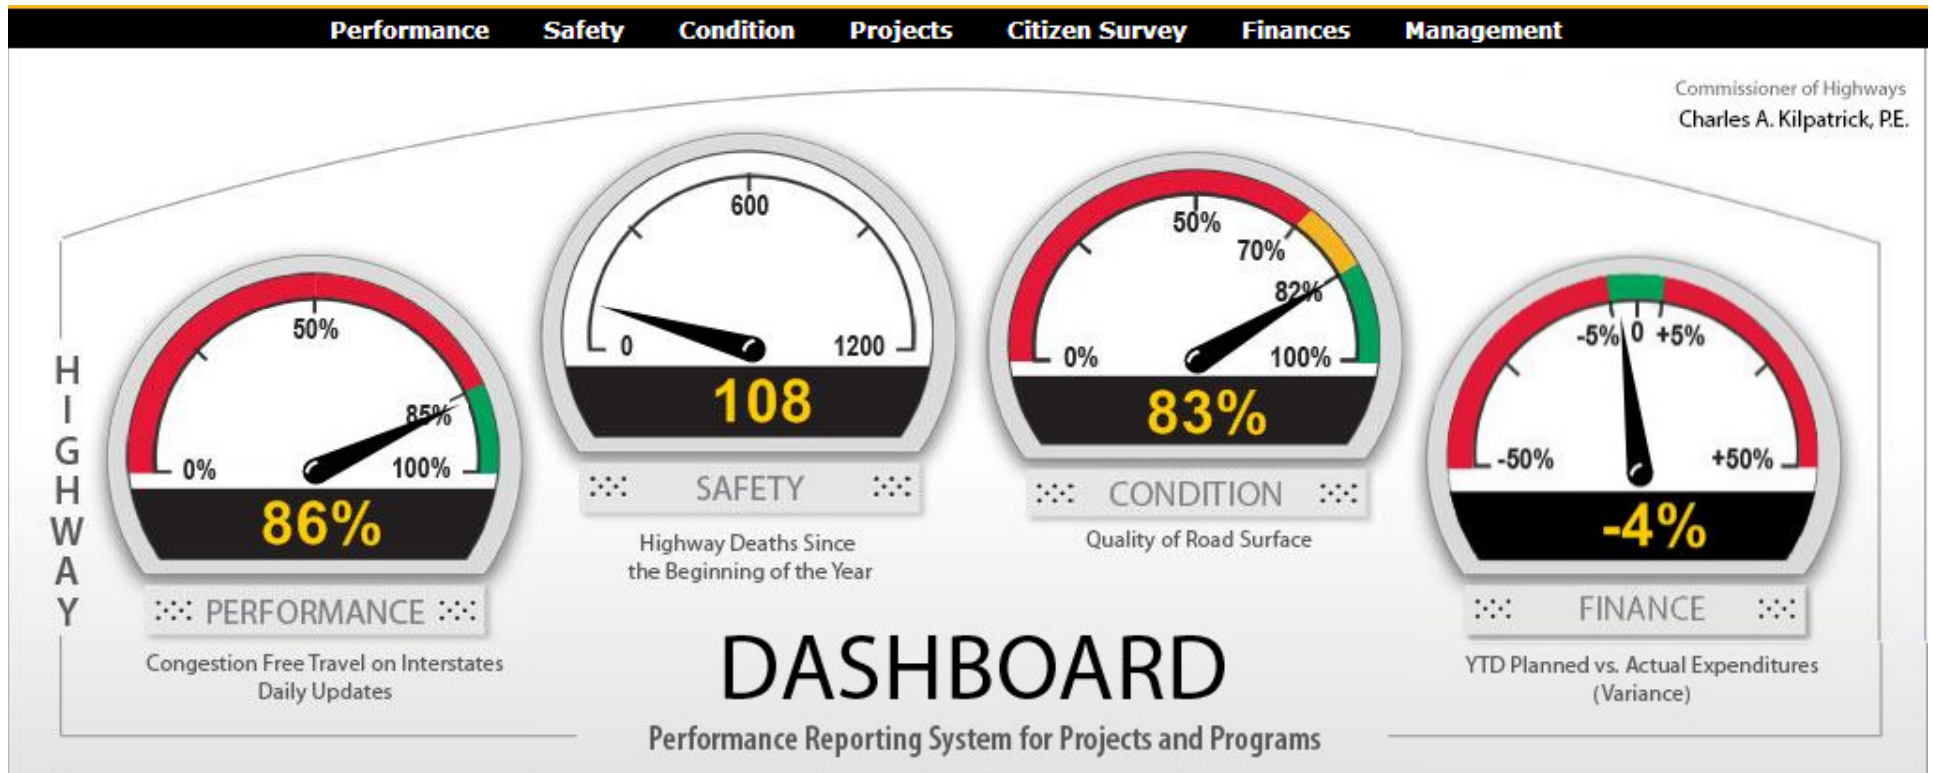 Performance Safety Condition Projects Citizen Survey Finances Management
Commissioner of Highways
Charles A. Kilpatrick, P.E.
HIGHWAY
50%
85%
0% 100%
86%
PERFORMANCE
Congestion Free Travel on Interstates
Daily Updates
600
0 1200
108
SAFETY
Highway Deaths Since
the Beginning of the Year
50%
70%
82%
0% 100%
83%
CONDITION
Quality of Road Surface
-5% 0 +5%
-50% +50%
-4%
FINANCE
YTD Planned vs. Actual Expenditures
(Variance)
DASHBOARD
Performance Reporting System for Projects and Programs